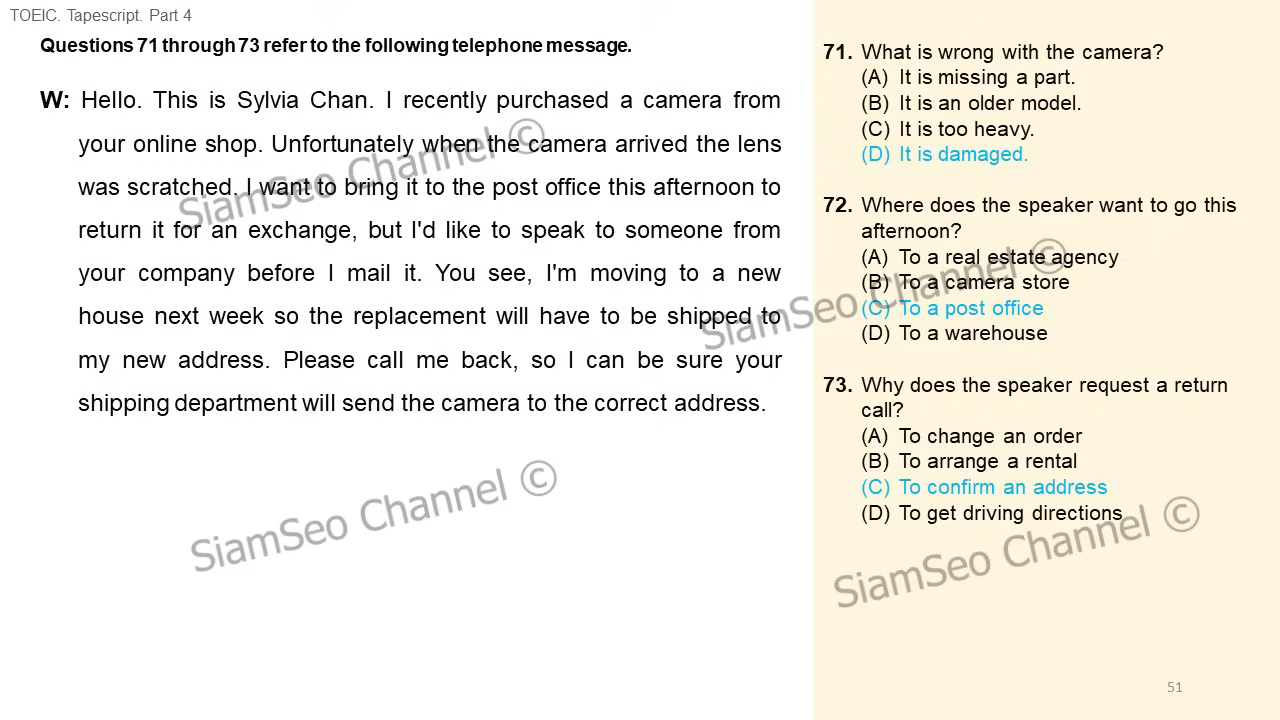 TOEIC. Tapescript. Part 4
Questions 71 through 73 refer to the following telephone message.
W: Hello. This is Sylvia Chan. I recently purchased a camera from
your online shop. Unfortunately when the camera arrived the lens
was scratched. I want to bring it to the post office this afternoon to
return it for an exchange, but I'd like to speak to someone from
your company before I mail it. You see, I'm moving to a new
house next week so the replacement will have to be shipped to
my new address. Please call me back, so I can be sure your
shipping department will send the camera to the correct address.
71. What is wrong with the camera?
(A) It is missing a part.
(B) It is an older model.
(C) It is too heavy.
(D) It is damaged.
72. Where does the speaker want to go this
afternoon?
(A) To a real estate agency
(B) To a camera store
(C) To a post office
(D) To a warehouse
73. Why does the speaker request a return
call?
(A) To change an order
(B) To arrange a rental
(C) To confirm an address
(D) To get driving directions
SiamSeo Channel ©
SiamSeo Channel ©
SiamSeo Channel ©
SiamSeo Channel ©
51